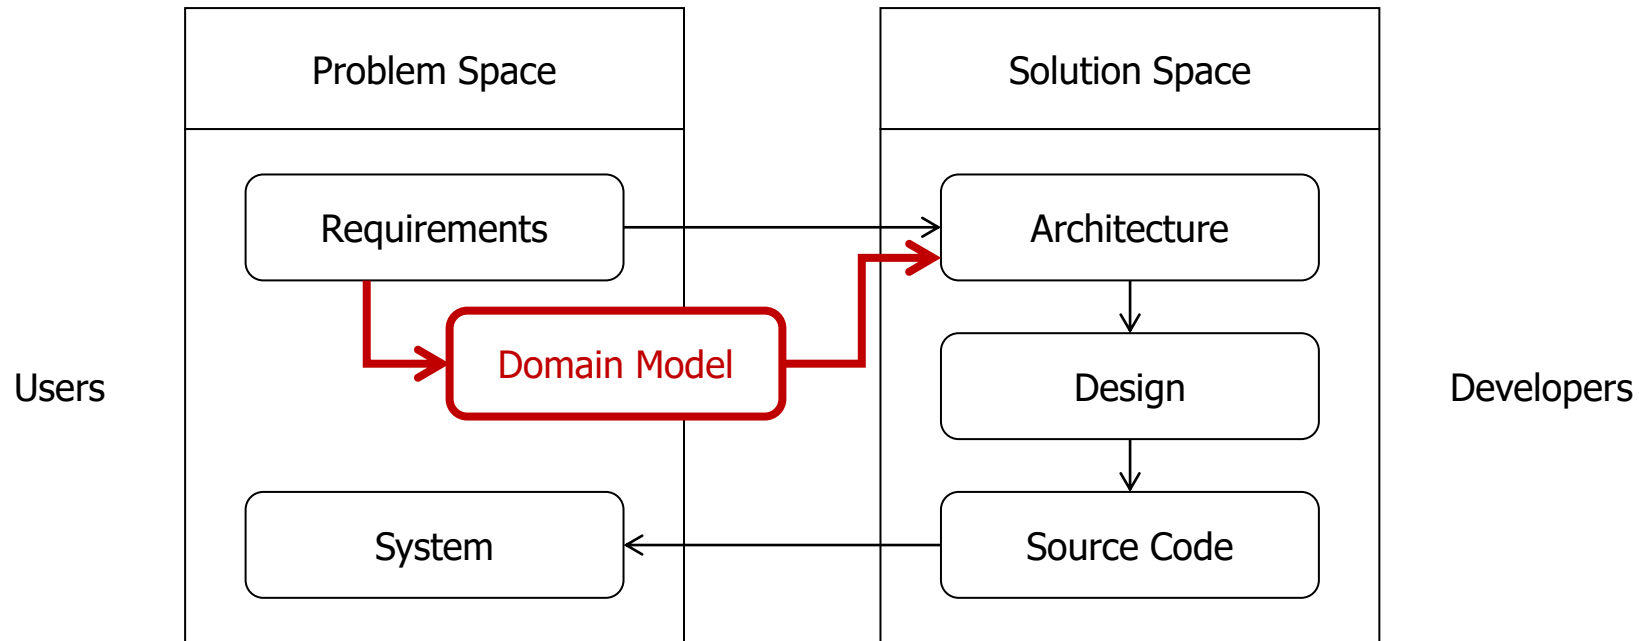 Problem Space
Solution Space
Requirements
Architecture
Domain Model
Users
Design
Developers
System
Source Code